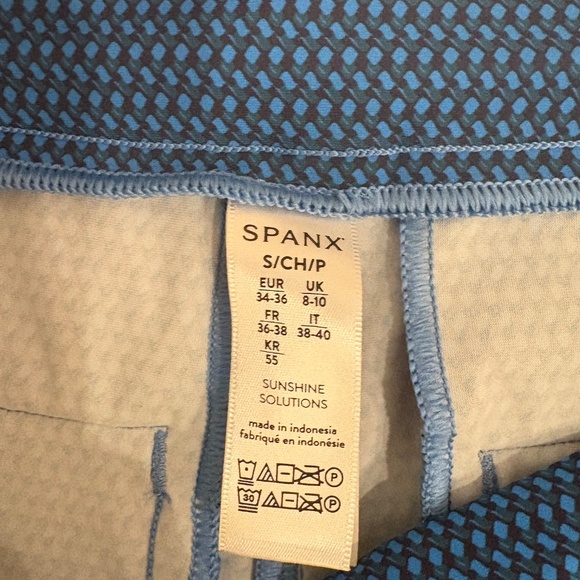 SPANX
S/CH/P
EUR UK
34-36 8-10
FR IT
36-38 38-40
KR
55
SUNSHINE
SOLUTIONS
made in indonesia
fabriqué en indonésie
P
30 P